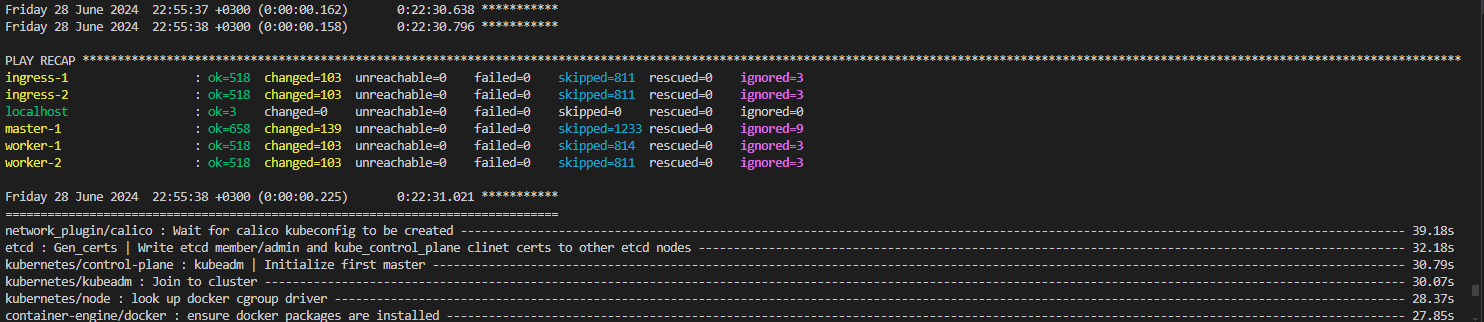 Friday 28 June 2024  22:55:37 +0300 (0:00:00.162)       0:22:30.638 ***********
Friday 28 June 2024  22:55:38 +0300 (0:00:00.158)       0:22:30.796 ***********
PLAY RECAP *********************************************************************************************************************************************************************************************************
ingress-1                  : ok=518  changed=103  unreachable=0    failed=0    skipped=811  rescued=0    ignored=3
ingress-2                  : ok=518  changed=103  unreachable=0    failed=0    skipped=811  rescued=0    ignored=3
localhost                  : ok=3    changed=0    unreachable=0    failed=0    skipped=0    rescued=0    ignored=0
master-1                   : ok=658  changed=139  unreachable=0    failed=0    skipped=1233 rescued=0    ignored=9
worker-1                   : ok=518  changed=103  unreachable=0    failed=0    skipped=814  rescued=0    ignored=3
worker-2                   : ok=518  changed=103  unreachable=0    failed=0    skipped=811  rescued=0    ignored=3
Friday 28 June 2024  22:55:38 +0300 (0:00:00.225)       0:22:31.021 ***********
===============================================================================
network_plugin/calico : Wait for calico kubeconfig to be created --------------------------------------------------------------------------------------------------------------------------------------- 39.18s
etcd : Gen_certs | Write etcd member/admin and kube_control_plane clinet certs to other etcd nodes ----------------------------------------------------------------------------------------------------- 32.18s
kubernetes/control-plane : kubeadm | Initialize first master ------------------------------------------------------------------------------------------------------------------------------------------- 30.79s
kubernetes/kubeadm : Join to cluster ------------------------------------------------------------------------------------------------------------------------------------------------------------------- 30.07s
kubernetes/node : look up docker cgroup driver --------------------------------------------------------------------------------------------------------------------------------------------------------- 28.37s
container-engine/docker : ensure docker packages are installed ----------------------------------------------------------------------------------------------------------------------------------------- 27.85s